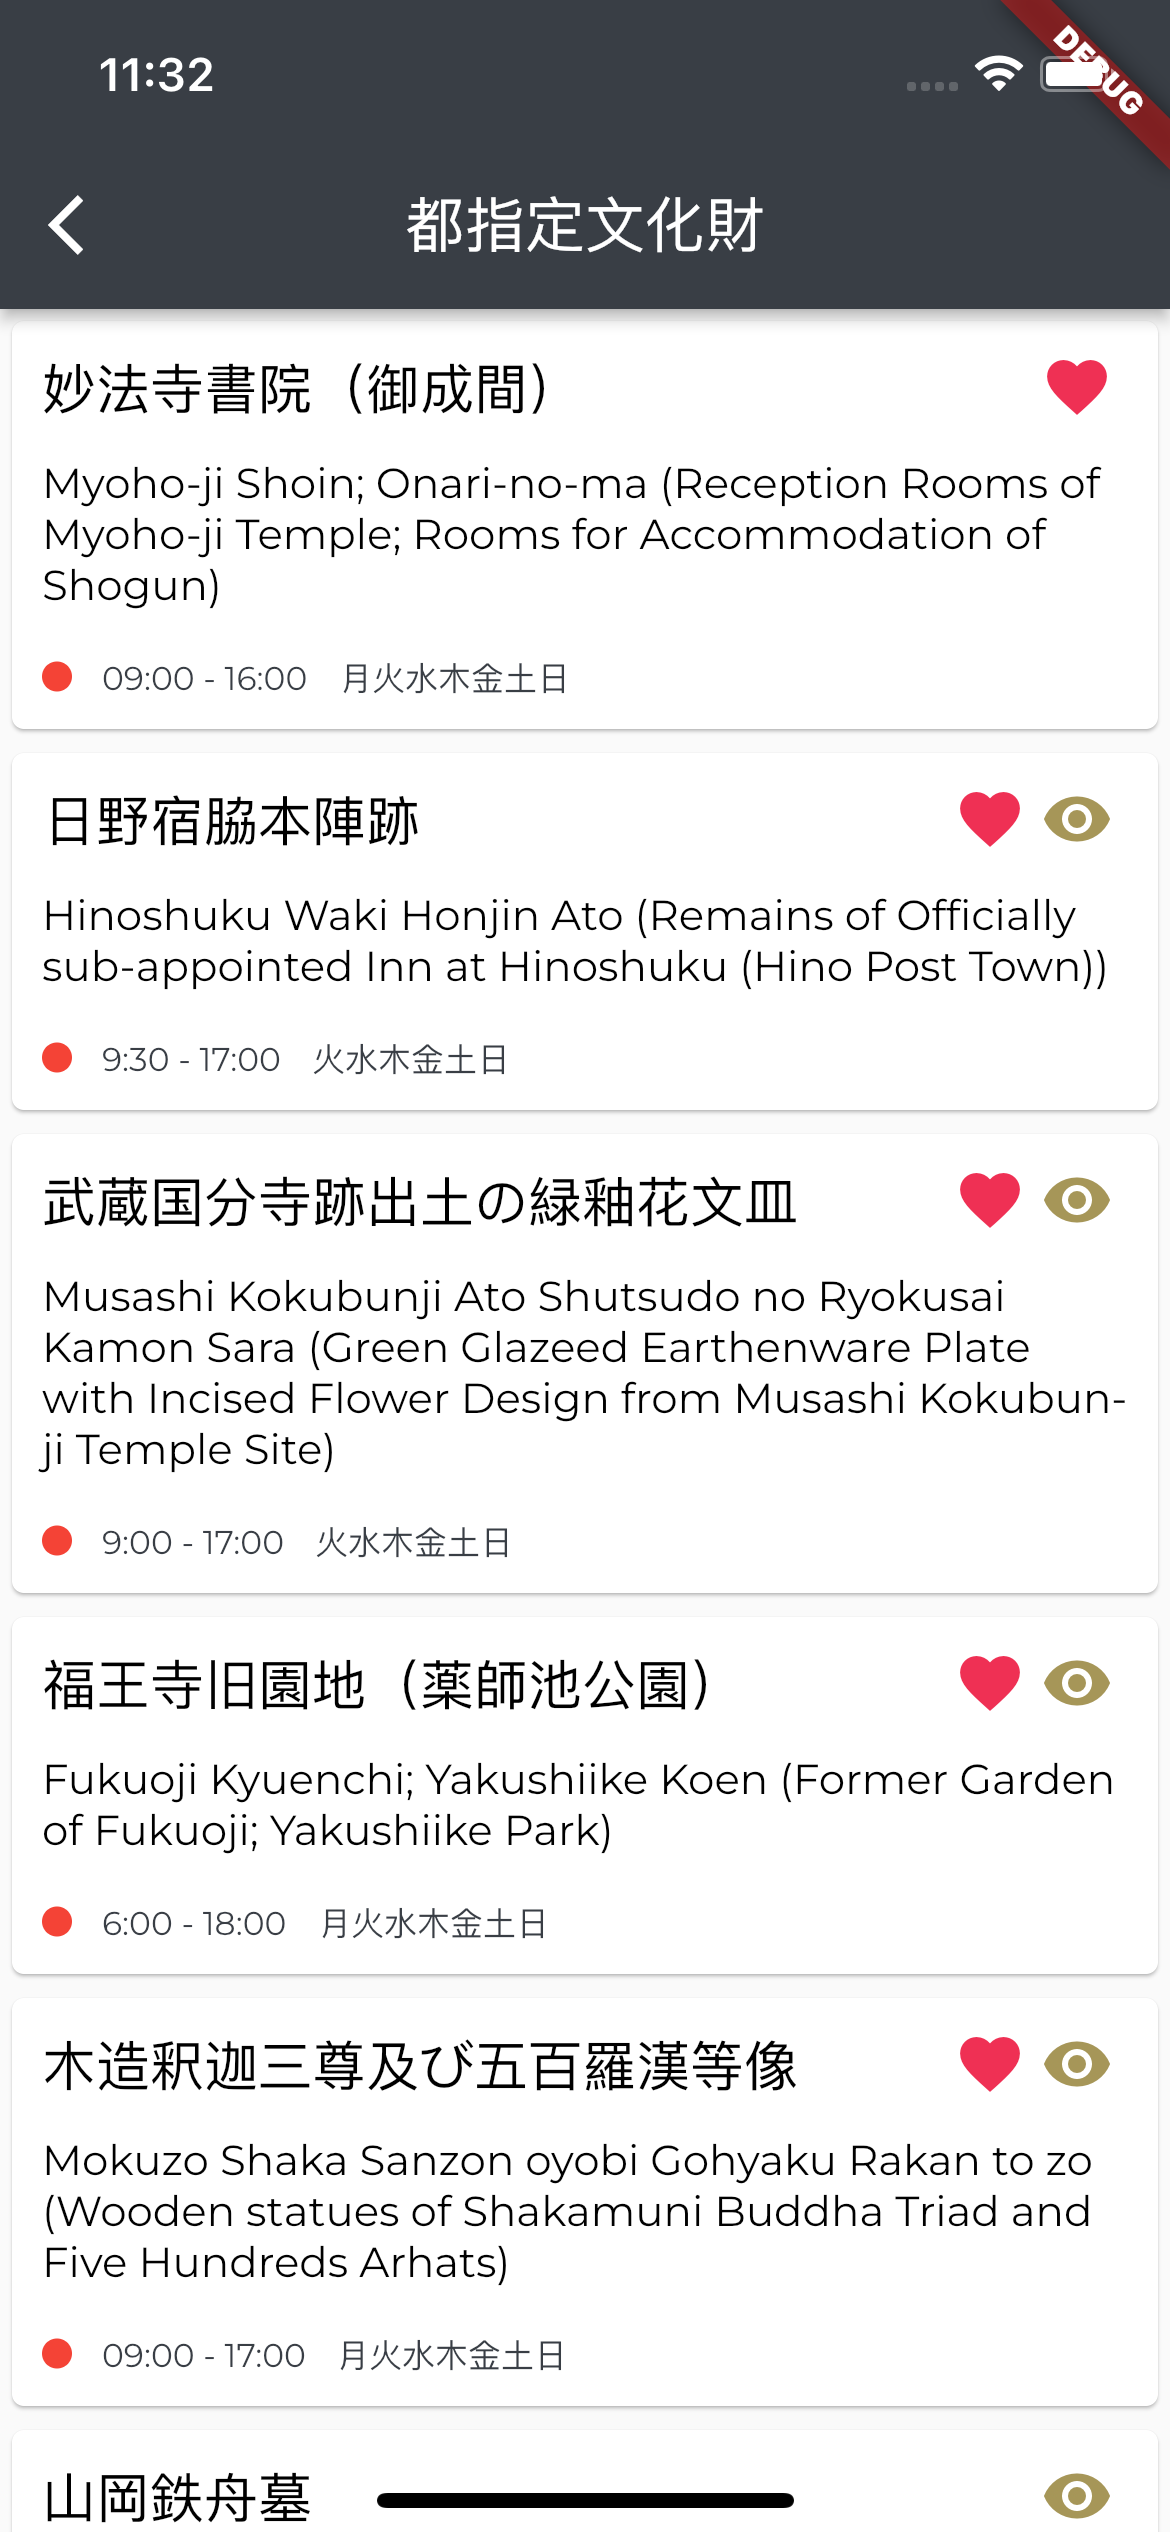 11:32
DEBUG
都指定文化財
妙法寺書院（御成間）
Myoho-ji Shoin; Onari-no-ma (Reception Rooms of
Myoho-ji Temple; Rooms for Accommodation of
Shogun)
09:00 - 16:00 月火水木金土日
日野宿脇本陣跡
Hinoshuku Waki Honjin Ato (Remains of Officially
sub-appointed Inn at Hinoshuku (Hino Post Town))
9:30 - 17:00 火水木金土日
武蔵国分寺跡出土の緑釉花文皿
Musashi Kokubunji Ato Shutsudo no Ryokusai
Kamon Sara (Green Glazeed Earthenware Plate
with Incised Flower Design from Musashi Kokubun-
ji Temple Site)
9:00 - 17:00 火水木金土日
福王寺旧園地（薬師池公園）
Fukuoji Kyuenchi; Yakushiike Koen (Former Garden
of Fukuoji; Yakushiike Park)
6:00 - 18:00 月火水木金土日
木造釈迦三尊及び五百羅漢等像
Mokuzo Shaka Sanzon oyobi Gohyaku Rakan to zo
(Wooden statues of Shakamuni Buddha Triad and
Five Hundreds Arhats)
09:00 - 17:00 月火水木金土日
山岡鉄舟墓